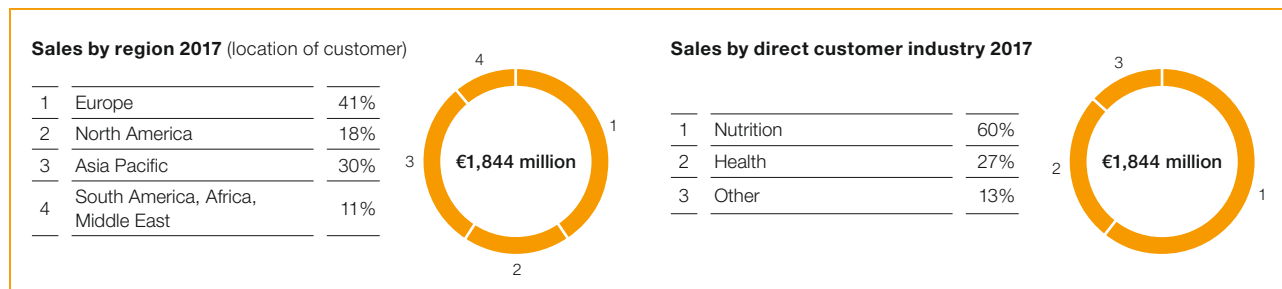 Sales by region 2017 (location of customer)
1 Europe 41%
2 North America 18%
3 Asia Pacific 30%
4 South America, Africa,
Middle East 11%
4
1
3
€1,844 million
2
Sales by direct customer industry 2017
1 Nutrition 60%
2 Health 27%
3 Other 13%
3
€1,844 million
2
1